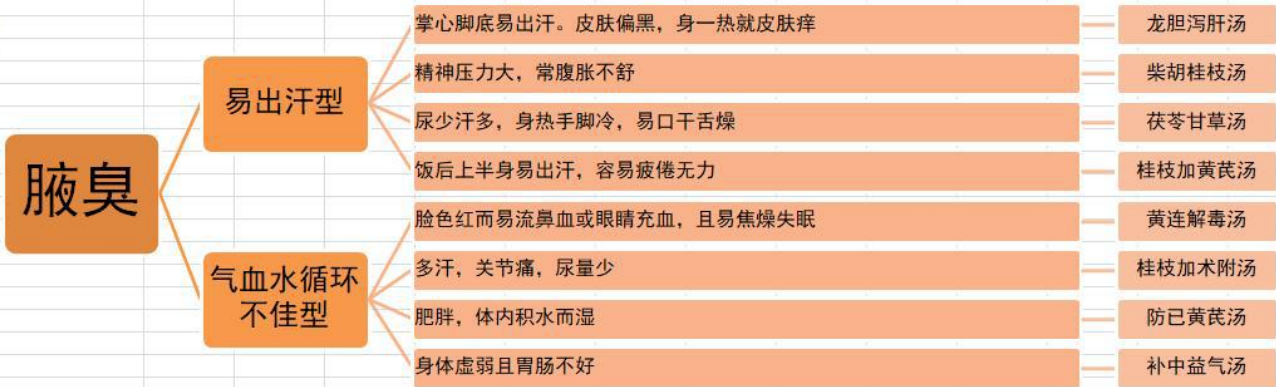 腋臭
易出汗型
掌心脚底易出汗。皮肤偏黑，身一热就皮肤痒
龙胆泻肝汤
精神压力大，常腹胀不舒
柴胡桂枝汤
尿少汗多，身热手脚冷，易口干舌燥
茯苓甘草汤
饭后上半身易出汗，容易疲倦无力
桂枝加黄芪汤
气血水循环
不佳型
脸色红而易流鼻血或眼睛充血，且易焦燥失眠
黄连解毒汤
多汗，关节痛，尿量少
桂枝加术附汤
肥胖，体内积水而湿
防已黄芪汤
身体虚弱且胃肠不好
补中益气汤